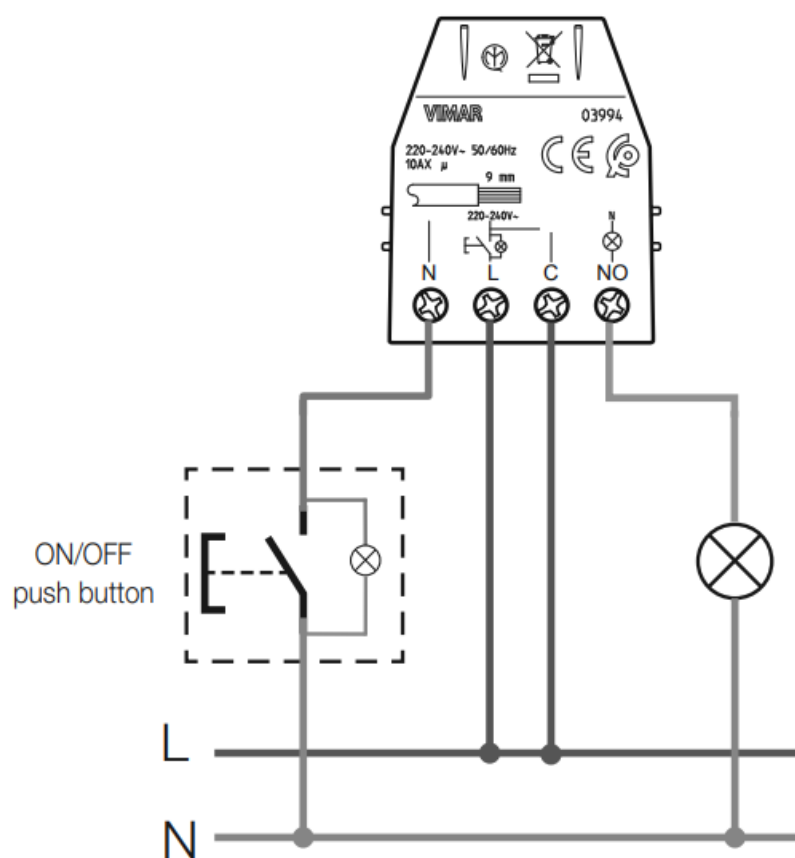 VIMAR 03994
220-240V~ 50/60Hz
10AX µ
9 mm
220-240V~
N
N L C NO
ON/OFF
push button
L
N